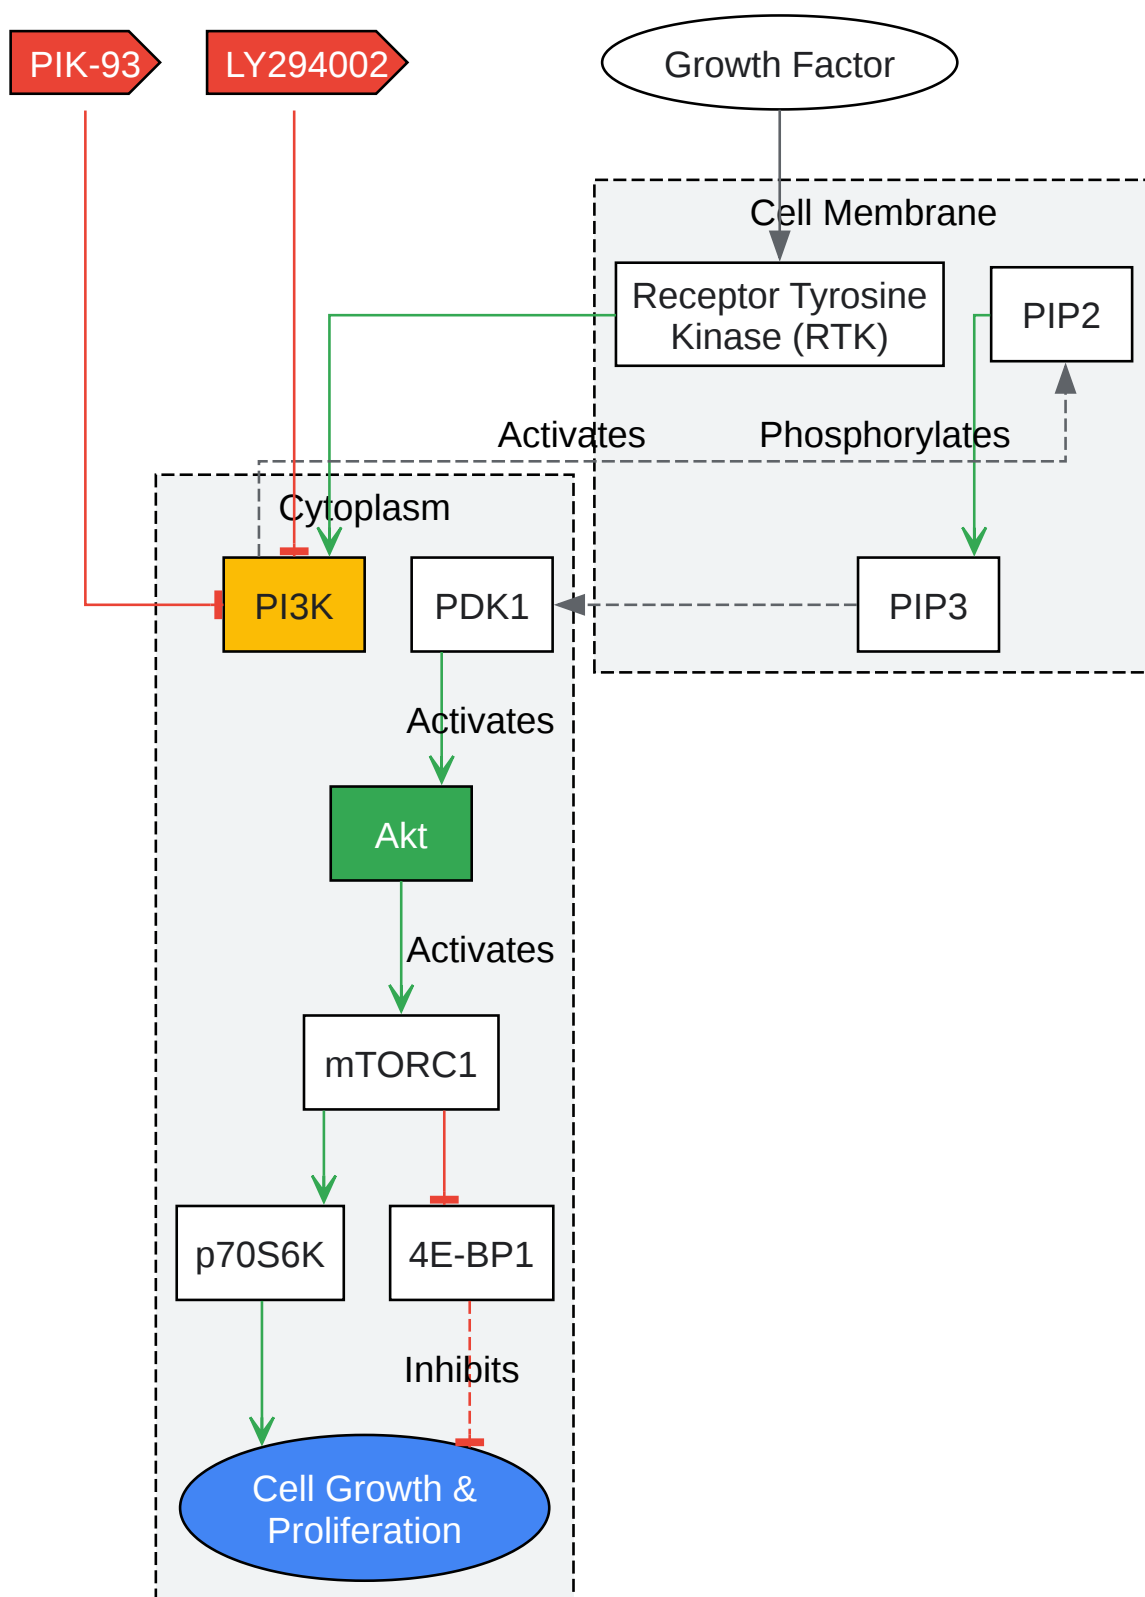 PIK-93
LY294002
Growth Factor
Cell Membrane
Receptor Tyrosine
Kinase (RTK)
PIP2
Activates
Phosphorylates
Cytoplasm
PI3K
PDK1
PIP3
Activates
Akt
Activates
mTORC1
p70S6K
4E-BP1
Inhibits
Cell Growth &
Proliferation